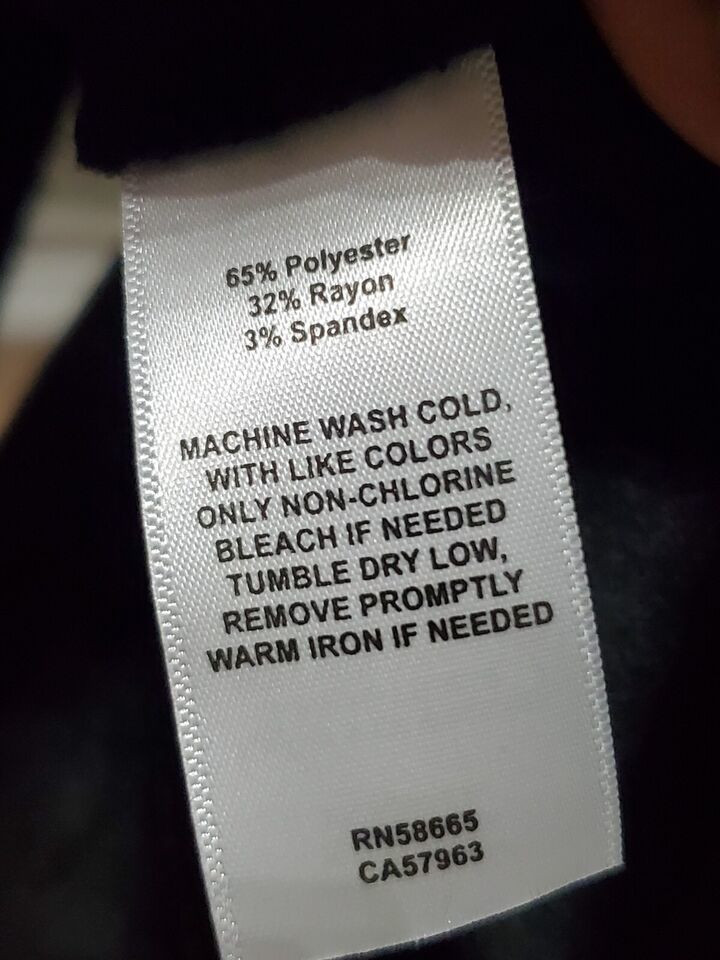 65% Polyester
32% Rayon
3% Spandex
MACHINE WASH COLD,
WITH LIKE COLORS
ONLY NON-CHLORINE
BLEACH IF NEEDED
TUMBLE DRY LOW,
REMOVE PROMPTLY
WARM IRON IF NEEDED
RN58665
CA57963